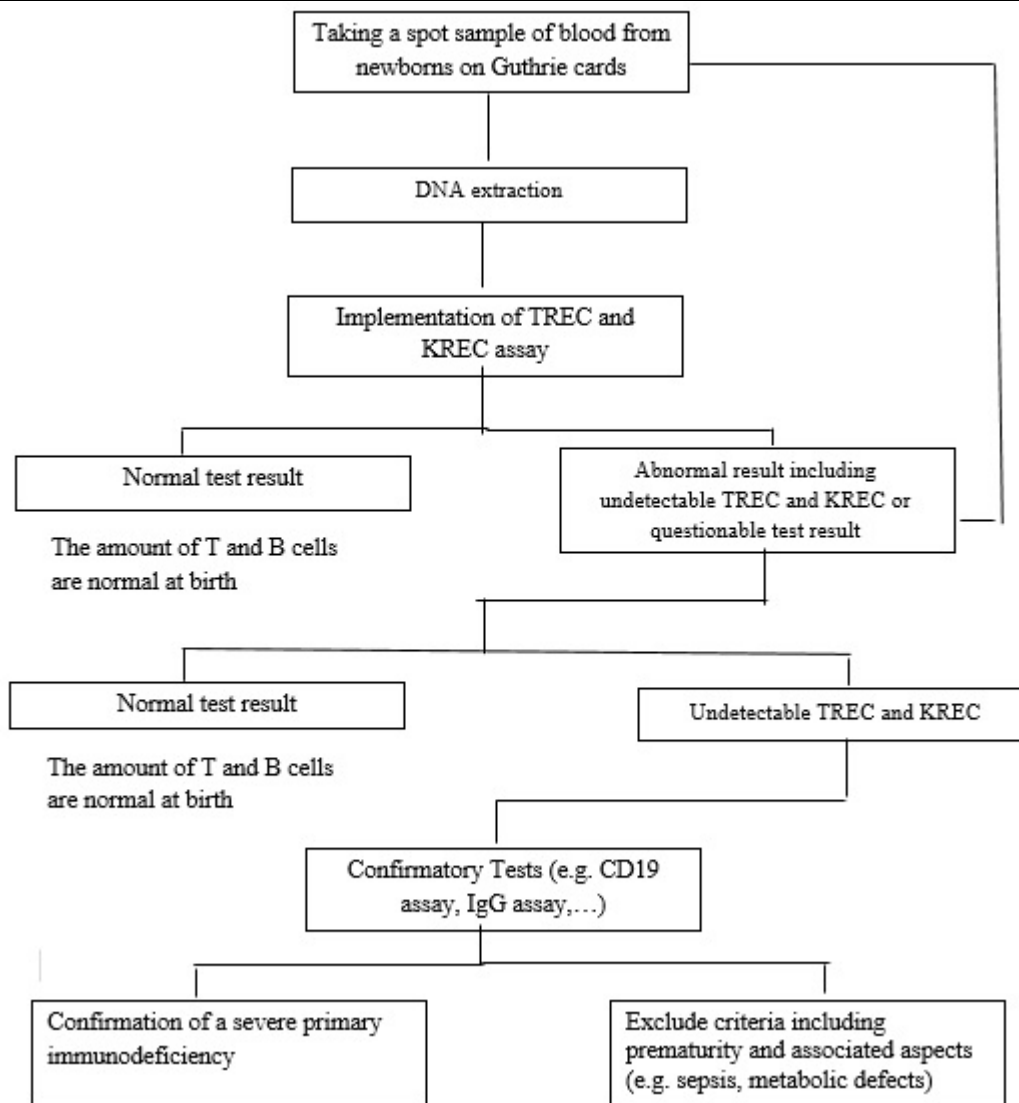 Taking a spot sample of blood from
newborns on Guthrie cards
DNA extraction
Implementation of TREC and
KREC assay
Normal test result
Abnormal result including
undetectable TREC and KREC or
questionable test result
The amount of T and B cells
are normal at birth
Normal test result
Undetectable TREC and KREC
The amount of T and B cells
are normal at birth
Confirmatory Tests (e.g. CD19
assay, IgG assay,…)
Confirmation of a severe primary
immunodeficiency
Exclude criteria including
prematurity and associated aspects
(e.g. sepsis, metabolic defects)